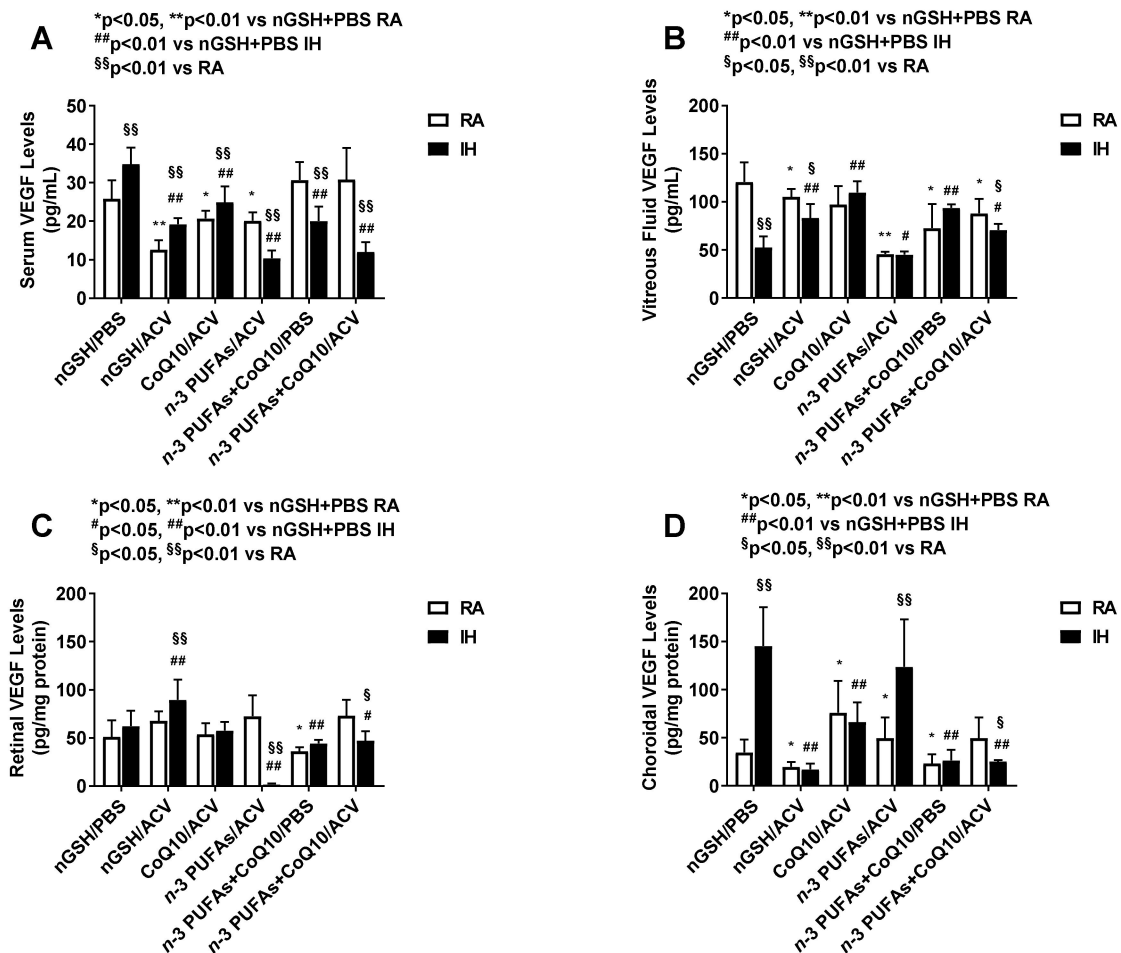 A
*p<0.05, **p<0.01 vs nGSH+PBS RA
##p<0.01 vs nGSH+PBS IH
§§p<0.01 vs RA
Serum VEGF Levels
(pg/mL)
50
40
30
20
10
0
§§
§§
##
**
§§
##
*
*
§§
##
§§
##
§§
##
RA
IH
nGSH/PBS
nGSH/ACV
CoQ10/ACV
n-3 PUFAs/ACV
n-3 PUFAs+CoQ10/PBS
n-3 PUFAs+CoQ10/ACV
B
*p<0.05, **p<0.01 vs nGSH+PBS RA
##p<0.01 vs nGSH+PBS IH
§p<0.05, §§p<0.01 vs RA
Vitreous Fluid VEGF Levels
(pg/mL)
200
150
100
50
0
§§
*
§
##
##
**
#
*
##
*
§
#
RA
IH
nGSH/PBS
nGSH/ACV
CoQ10/ACV
n-3 PUFAs/ACV
n-3 PUFAs+CoQ10/PBS
n-3 PUFAs+CoQ10/ACV
C
*p<0.05, **p<0.01 vs nGSH+PBS RA
#p<0.05, ##p<0.01 vs nGSH+PBS IH
§p<0.05, §§p<0.01 vs RA
Retinal VEGF Levels
(pg/mg protein)
200
150
100
50
0
§§
##
§§
##
*
##
§
#
RA
IH
nGSH/PBS
nGSH/ACV
CoQ10/ACV
n-3 PUFAs/ACV
n-3 PUFAs+CoQ10/PBS
n-3 PUFAs+CoQ10/ACV
D
*p<0.05, **p<0.01 vs nGSH+PBS RA
##p<0.01 vs nGSH+PBS IH
§p<0.05, §§p<0.01 vs RA
Choroidal VEGF Levels
(pg/mg protein)
200
150
100
50
0
§§
*
##
*
##
*
§§
*
##
§
##
RA
IH
nGSH/PBS
nGSH/ACV
CoQ10/ACV
n-3 PUFAs/ACV
n-3 PUFAs+CoQ10/PBS
n-3 PUFAs+CoQ10/ACV